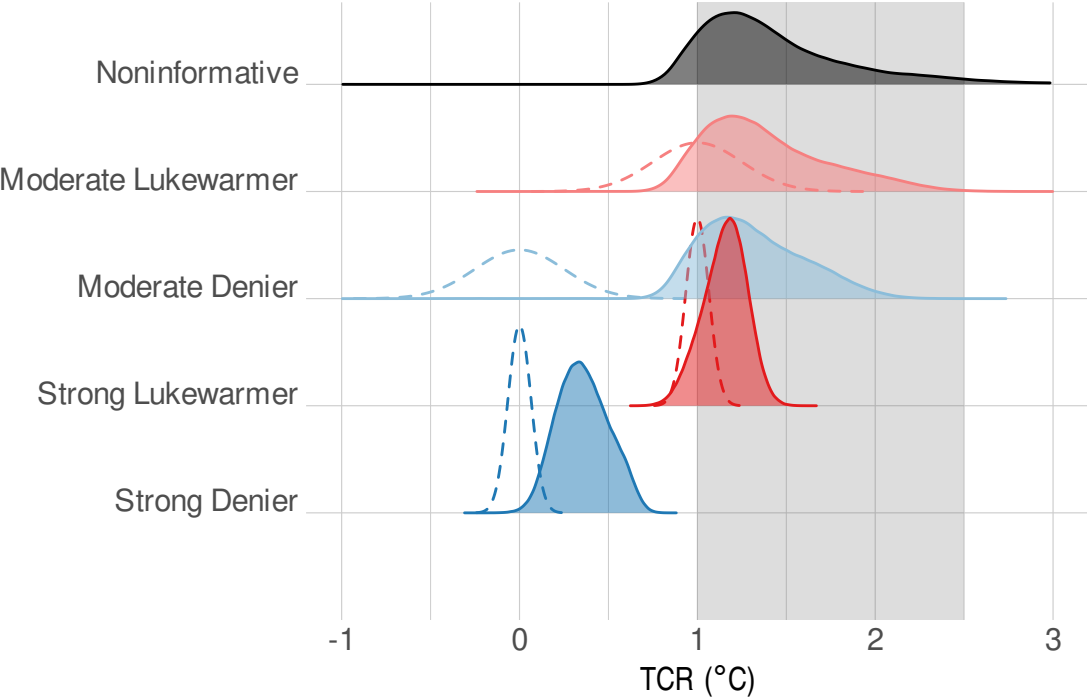 Noninformative
Moderate Lukewarmer
Moderate Denier
Strong Lukewarmer
Strong Denier
-1 0 1 2 3
TCR (°C)